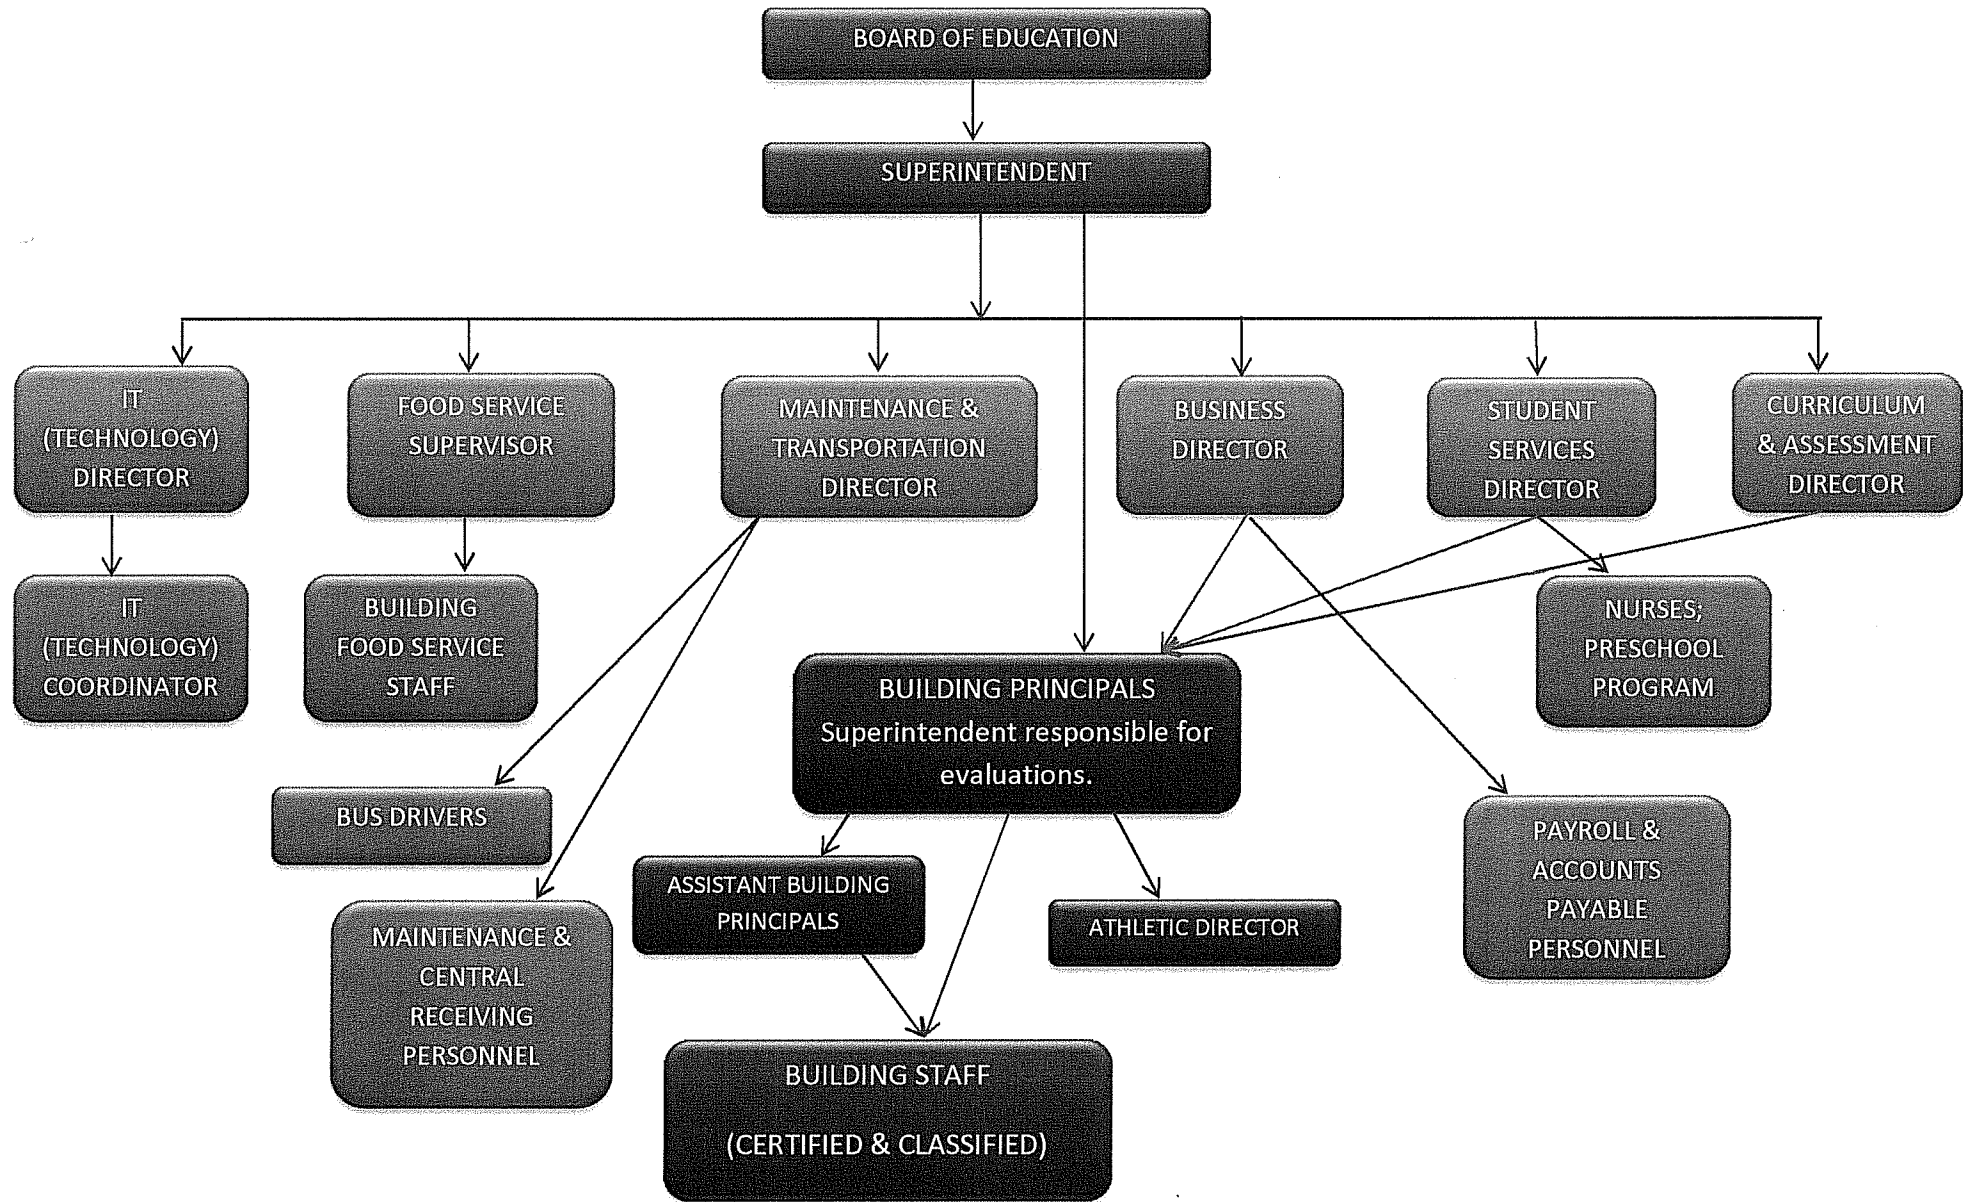 BOARD OF EDUCATION
SUPERINTENDENT
IT
(TECHNOLOGY)
DIRECTOR
FOOD SERVICE
SUPERVISOR
MAINTENANCE &
TRANSPORTATION
DIRECTOR
BUSINESS
DIRECTOR
STUDENT
SERVICES
DIRECTOR
CURRICULUM
& ASSESSMENT
DIRECTOR
IT
(TECHNOLOGY)
COORDINATOR
BUILDING
FOOD SERVICE
STAFF
NURSES;
PRESCHOOL
PROGRAM
BUILDING PRINCIPALS
Superintendent responsible for
evaluations.
BUS DRIVERS
MAINTENANCE &
CENTRAL
RECEIVING
PERSONNEL
ASSISTANT BUILDING
PRINCIPALS
ATHLETIC DIRECTOR
PAYROLL &
ACCOUNTS
PAYABLE
PERSONNEL
BUILDING STAFF
(CERTIFIED & CLASSIFIED)